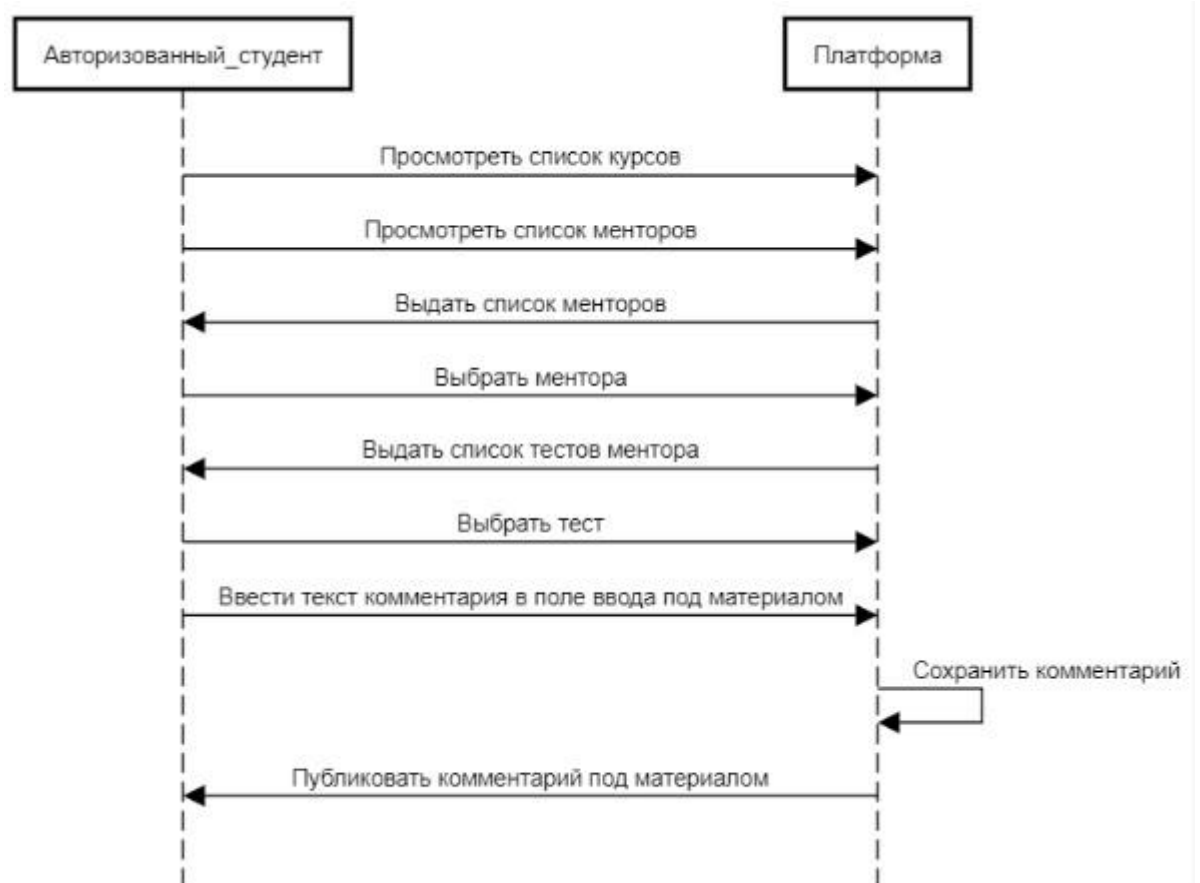 Авторизованный_студент
Платформа
Просмотреть список курсов
Просмотреть список менторов
Выдать список менторов
Выбрать ментора
Выдать список тестов ментора
Выбрать тест
Ввести текст комментария в поле ввода под материалом
Сохранить комментарий
Публиковать комментарий под материалом